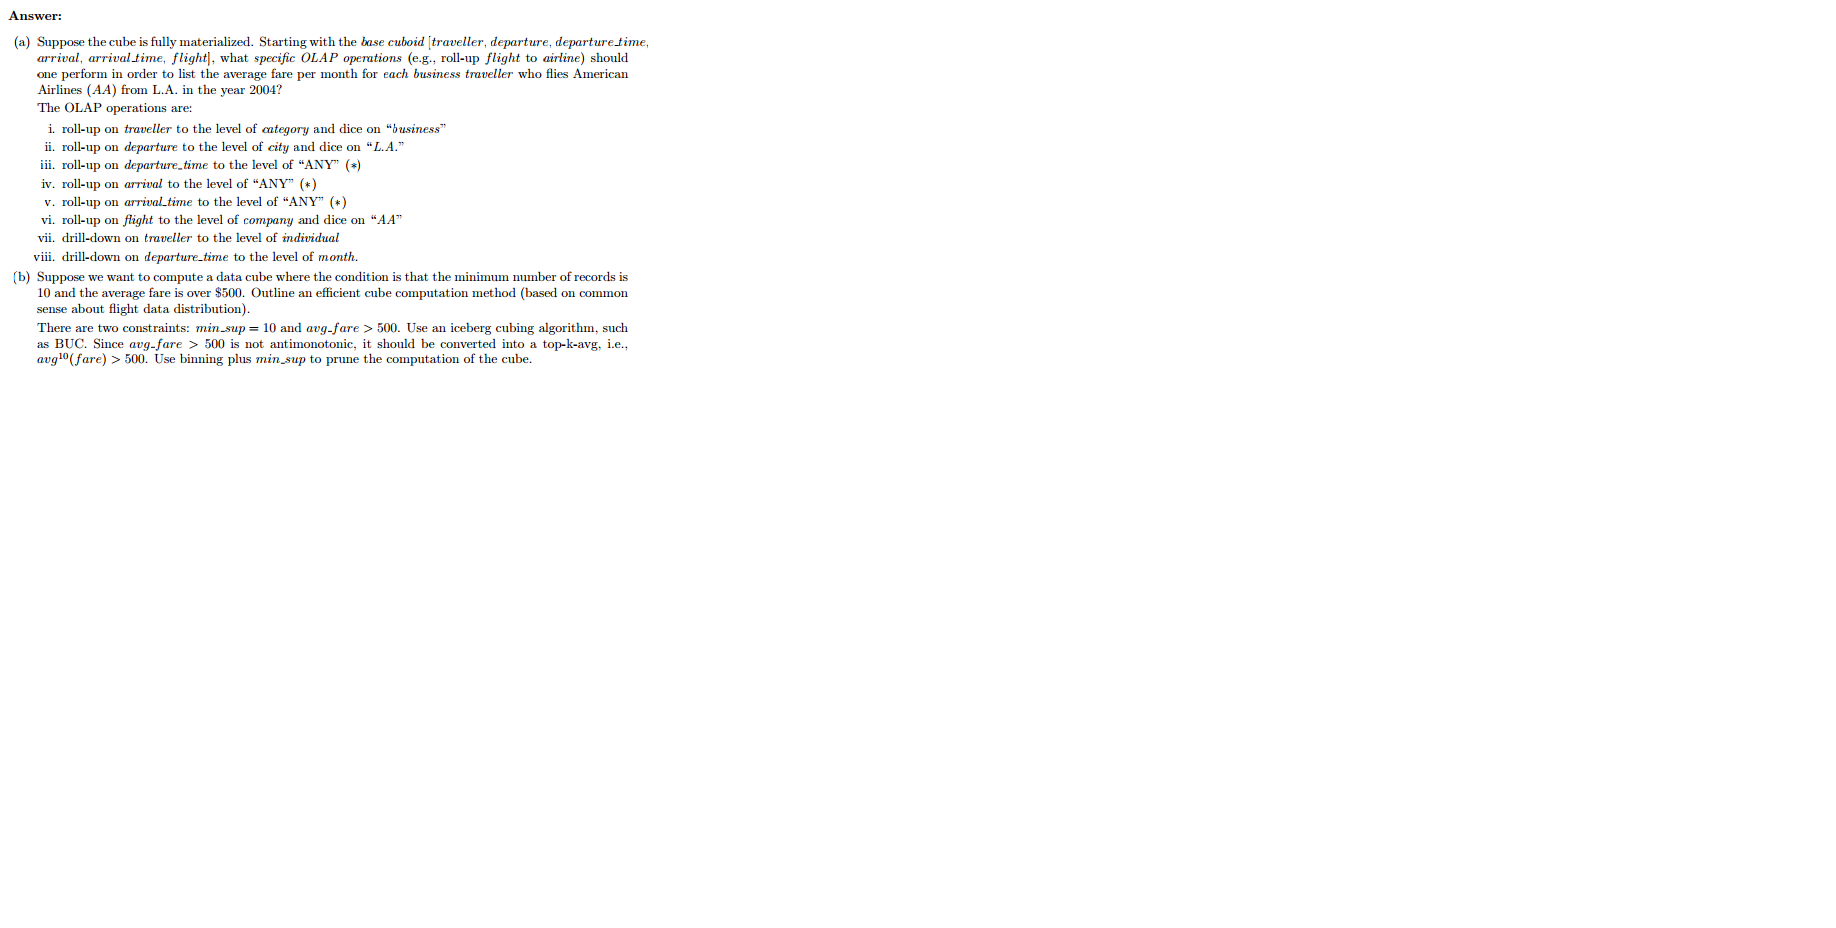 Answer:
(a) Suppose the cube is fully materialized. Starting with the base cuboid [traveller, departure, departure_time,
arrival, arrival_time, flight], what specific OLAP operations (e.g., roll-up flight to airline) should
one perform in order to list the average fare per month for each business traveller who flies American
Airlines (AA) from L.A. in the year 2004?
The OLAP operations are:
i. roll-up on traveller to the level of category and dice on “business”
ii. roll-up on departure to the level of city and dice on “L.A.”
iii. roll-up on departure_time to the level of “ANY” (*)
iv. roll-up on arrival to the level of “ANY” (*)
v. roll-up on arrival_time to the level of “ANY” (*)
vi. roll-up on flight to the level of company and dice on “AA”
vii. drill-down on traveller to the level of individual
viii. drill-down on departure_time to the level of month.
(b) Suppose we want to compute a data cube where the condition is that the minimum number of records is
10 and the average fare is over $500. Outline an efficient cube computation method (based on common
sense about flight data distribution).
There are two constraints: min_sup = 10 and avg_fare > 500. Use an iceberg cubing algorithm, such
as BUC. Since avg_fare > 500 is not antimonotonic, it should be converted into a top-k-avg, i.e.,
avg¹⁰(fare) > 500. Use binning plus min_sup to prune the computation of the cube.